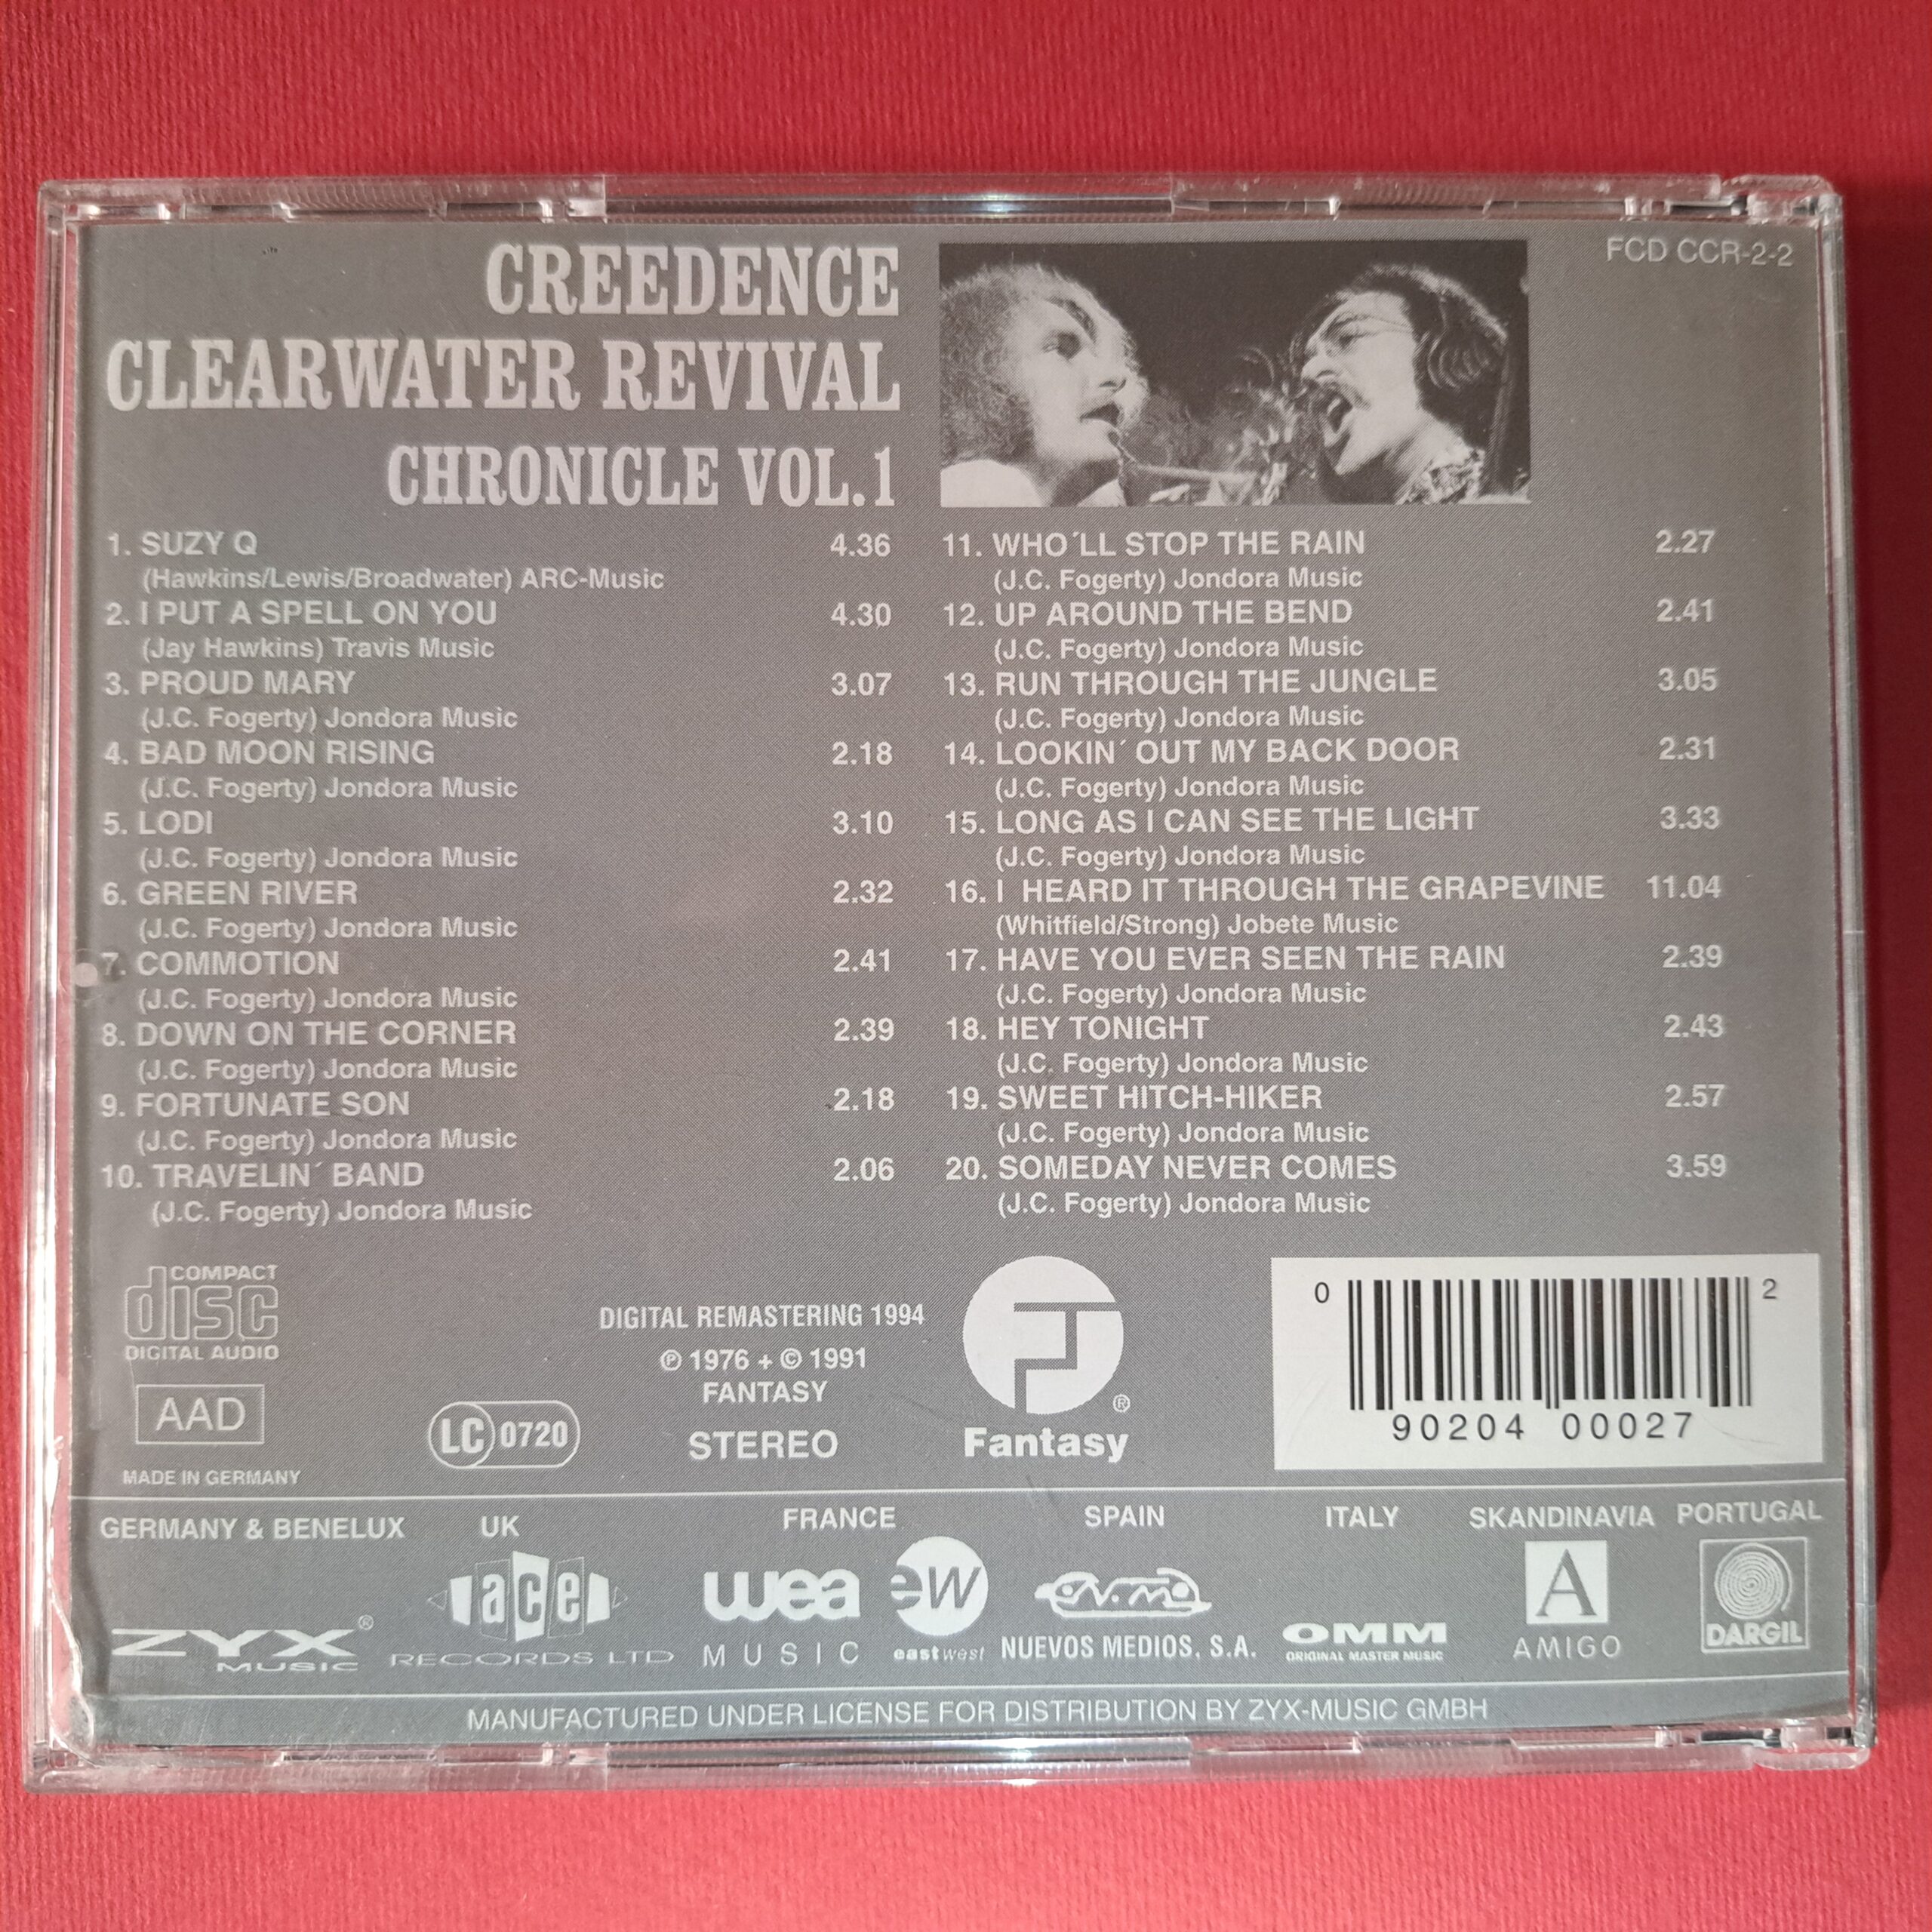 CREEDENCE
CLEARWATER REVIVAL
CHRONICLE VOL.1
FCD CCR-2-2
1. SUZY Q 4.36
(Hawkins/Lewis/Broadwater) ARC-Music
2. I PUT A SPELL ON YOU 4.30
(Jay Hawkins) Travis Music
3. PROUD MARY 3.07
(J.C. Fogerty) Jondora Music
4. BAD MOON RISING 2.18
(J.C. Fogerty) Jondora Music
5. LODI 3.10
(J.C. Fogerty) Jondora Music
6. GREEN RIVER 2.32
(J.C. Fogerty) Jondora Music
7. COMMOTION 2.41
(J.C. Fogerty) Jondora Music
8. DOWN ON THE CORNER 2.39
(J.C. Fogerty) Jondora Music
9. FORTUNATE SON 2.18
(J.C. Fogerty) Jondora Music
10. TRAVELIN´ BAND 2.06
(J.C. Fogerty) Jondora Music
11. WHO´LL STOP THE RAIN 2.27
(J.C. Fogerty) Jondora Music
12. UP AROUND THE BEND 2.41
(J.C. Fogerty) Jondora Music
13. RUN THROUGH THE JUNGLE 3.05
(J.C. Fogerty) Jondora Music
14. LOOKIN´ OUT MY BACK DOOR 2.31
(J.C. Fogerty) Jondora Music
15. LONG AS I CAN SEE THE LIGHT 3.33
(J.C. Fogerty) Jondora Music
16. I HEARD IT THROUGH THE GRAPEVINE 11.04
(Whitfield/Strong) Jobete Music
17. HAVE YOU EVER SEEN THE RAIN 2.39
(J.C. Fogerty) Jondora Music
18. HEY TONIGHT 2.43
(J.C. Fogerty) Jondora Music
19. SWEET HITCH-HIKER 2.57
(J.C. Fogerty) Jondora Music
20. SOMEDAY NEVER COMES 3.59
(J.C. Fogerty) Jondora Music
COMPACT
disc
DIGITAL AUDIO
AAD
MADE IN GERMANY
LC 0720
DIGITAL REMASTERING 1994
℗ 1976 + © 1991
FANTASY
STEREO
®
Fantasy
0 2
90204 00027
GERMANY & BENELUX UK FRANCE SPAIN ITALY SKANDINAVIA PORTUGAL
ZYX®
MUSIC
ace
RECORDS LTD
wea
MUSIC
ew
eastwest
NUEVOS MEDIOS, S.A.
OMM
ORIGINAL MASTER MUSIC
A
AMIGO
DARGIL
MANUFACTURED UNDER LICENSE FOR DISTRIBUTION BY ZYX-MUSIC GMBH